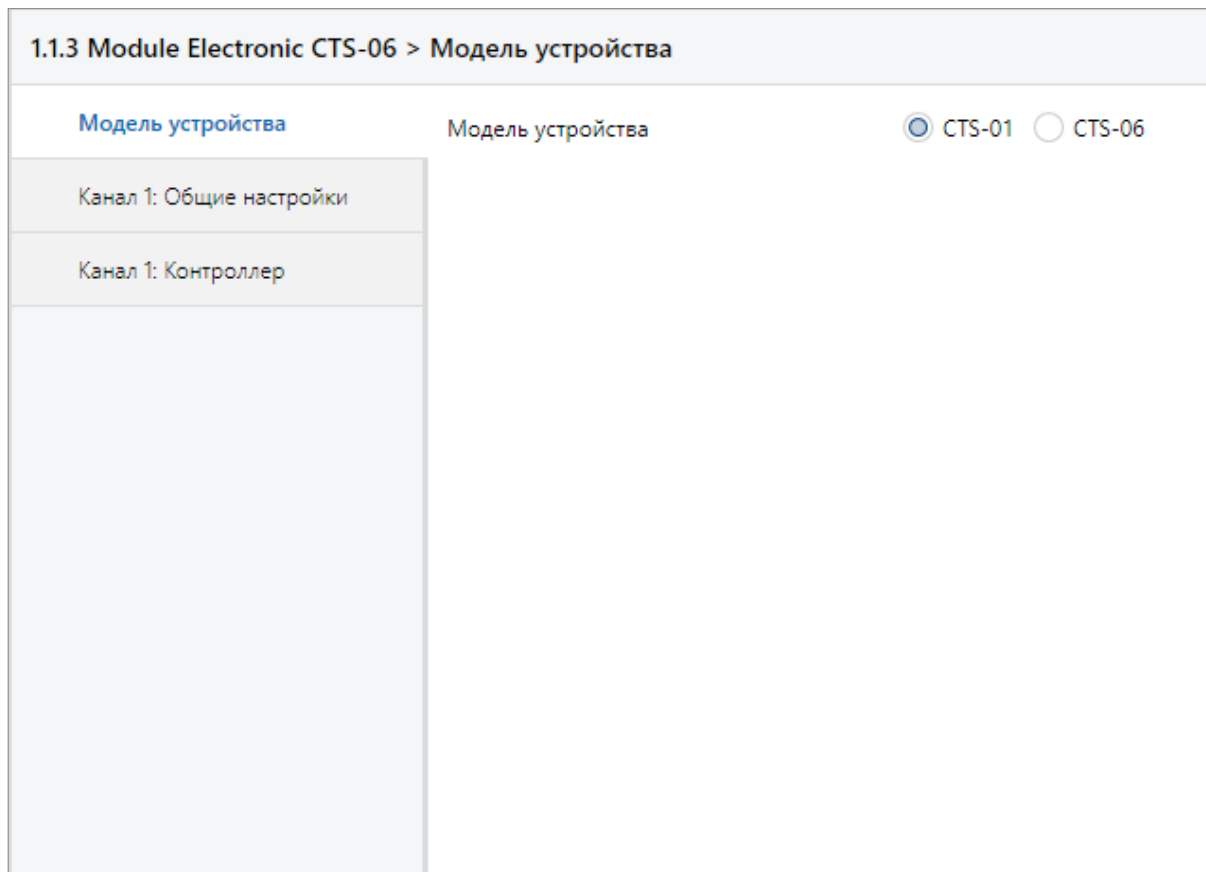 1.1.3 Module Electronic CTS-06 > Модель устройства
Модель устройства
Модель устройства CTS-01 CTS-06
Канал 1: Общие настройки
Канал 1: Контроллер